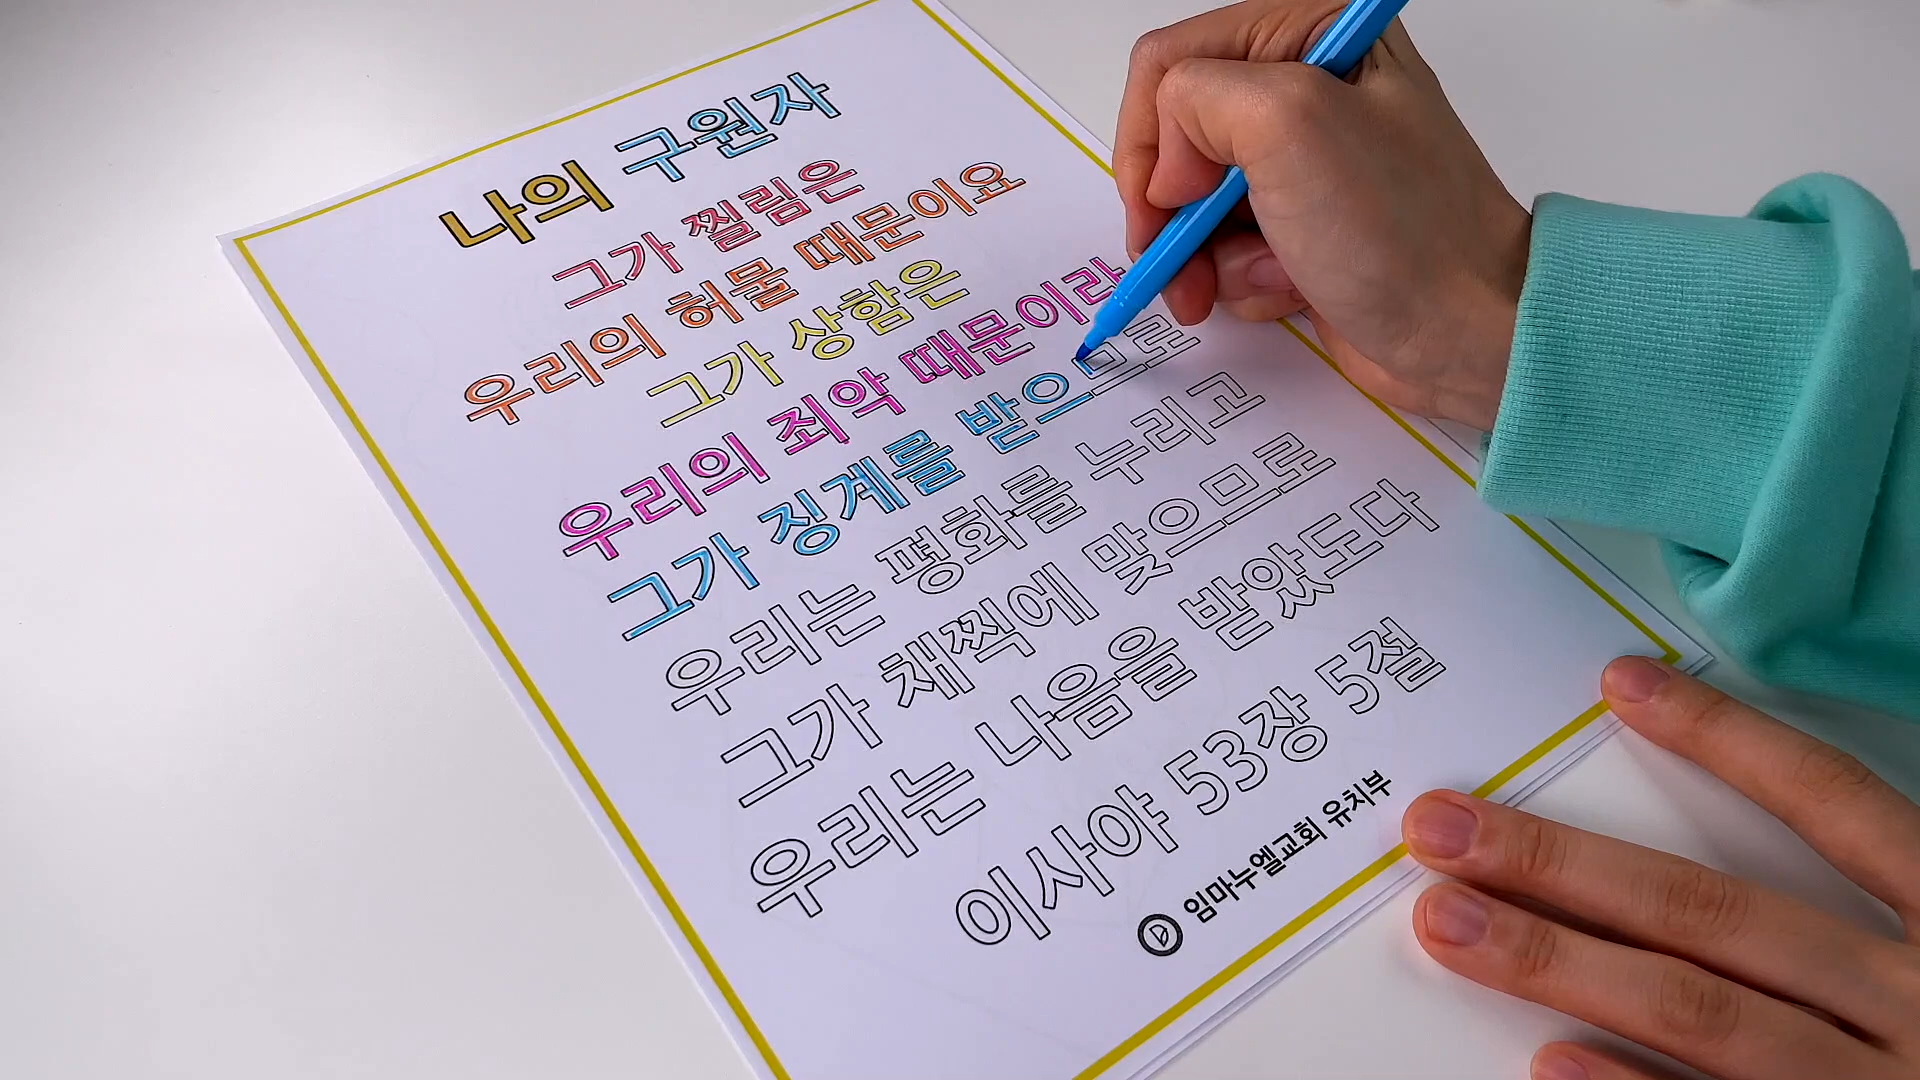 나의 구원자
그가 찔림은
우리의 허물 때문이요
그가 상함은
우리의 죄악 때문이라
그가 징계를 받으므로
우리는 평화를 누리고
그가 채찍에 맞으므로
우리는 나음을 받았도다
이사야 53장 5절
임마누엘교회 유치부